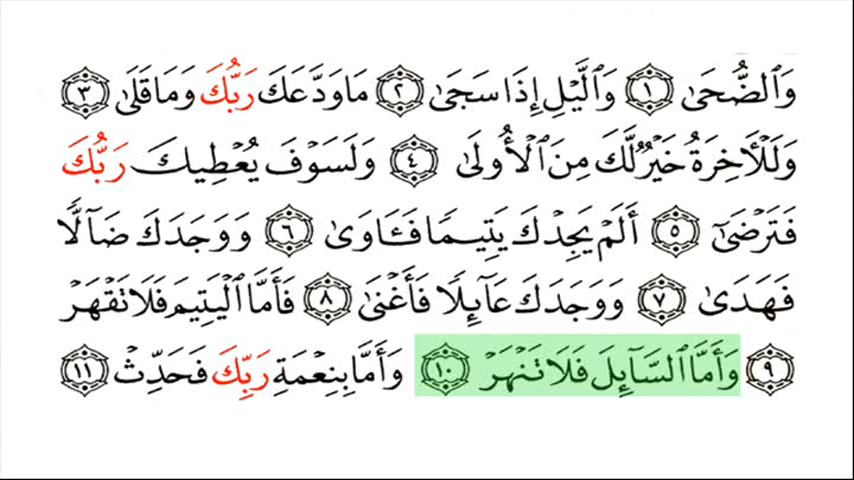 وَٱلضُّحَىٰ ١ وَٱلَّيْلِ إِذَا سَجَىٰ ٢ مَا وَدَّعَكَ رَبُّكَ وَمَا قَلَىٰ ٣
وَلَلْـَٔاخِرَةُ خَيْرٌ لَّكَ مِنَ ٱلْأُولَىٰ ٤ وَلَسَوْفَ يُعْطِيكَ رَبُّكَ
فَتَرْضَىٰٓ ٥ أَلَمْ يَجِدْكَ يَتِيمًا فَـَٔاوَىٰ ٦ وَوَجَدَكَ ضَآلًّا
فَهَدَىٰ ٧ وَوَجَدَكَ عَآئِلًا فَأَغْنَىٰ ٨ فَأَمَّا ٱلْيَتِيمَ فَلَا تَقْهَرْ
٩ وَأَمَّا ٱلسَّآئِلَ فَلَا تَنْهَرْ ١٠ وَأَمَّا بِنِعْمَةِ رَبِّكَ فَحَدِّثْ ١١